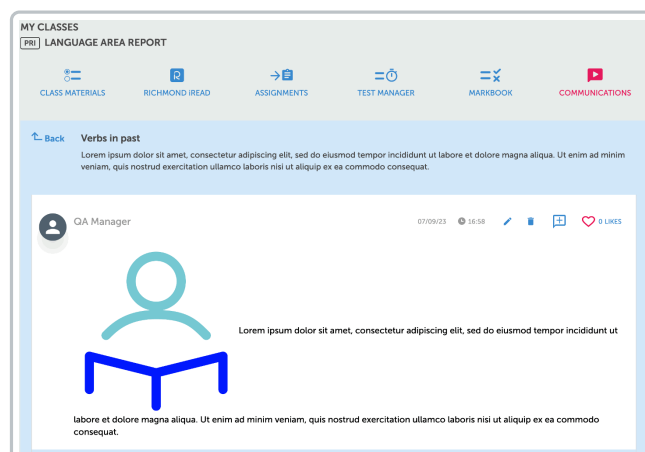 MY CLASSES
PRI LANGUAGE AREA REPORT
CLASS MATERIALS
R
RICHMOND iREAD
ASSIGNMENTS
TEST MANAGER
MARKBOOK
COMMUNICATIONS
Back Verbs in past
Lorem ipsum dolor sit amet, consectetur adipiscing elit, sed do eiusmod tempor incididunt ut labore et dolore magna aliqua. Ut enim ad minim
veniam, quis nostrud exercitation ullamco laboris nisi ut aliquip ex ea commodo consequat.
QA Manager 07/09/23 16:58 0 LIKES
Lorem ipsum dolor sit amet, consectetur adipiscing elit, sed do eiusmod tempor incididunt ut
labore et dolore magna aliqua. Ut enim ad minim veniam, quis nostrud exercitation ullamco laboris nisi ut aliquip ex ea commodo
consequat.